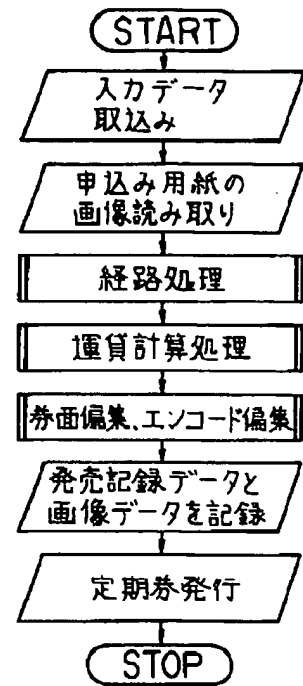 START
入力データ
取込み
申込み用紙の
画像読み取り
経路処理
運賃計算処理
券面編集、エンコード編集
発売記録データと
画像データを記録
定期券発行
STOP